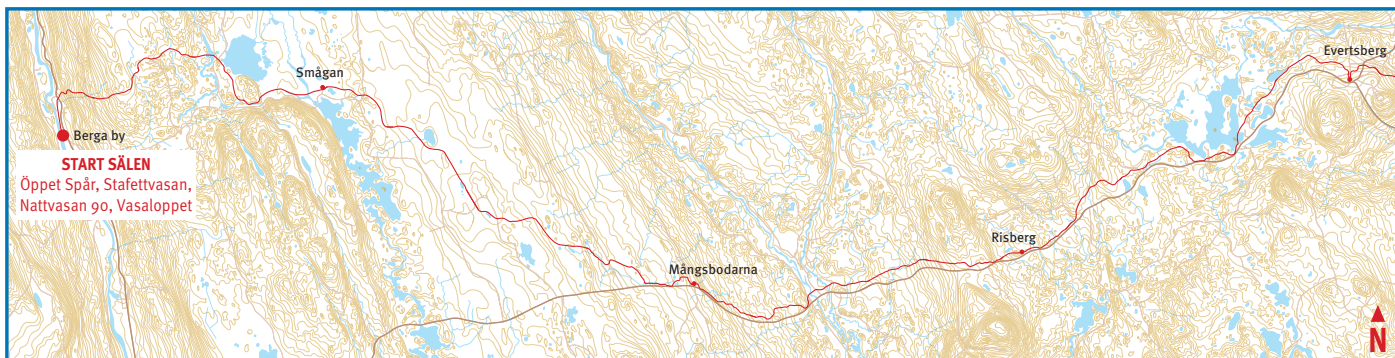 Evertsberg
Smågan
Berga by
START SÄLEN
Öppet Spår, Stafettvasan,
Nattvasan 90, Vasaloppet
Risberg
Mångsbodarna
N